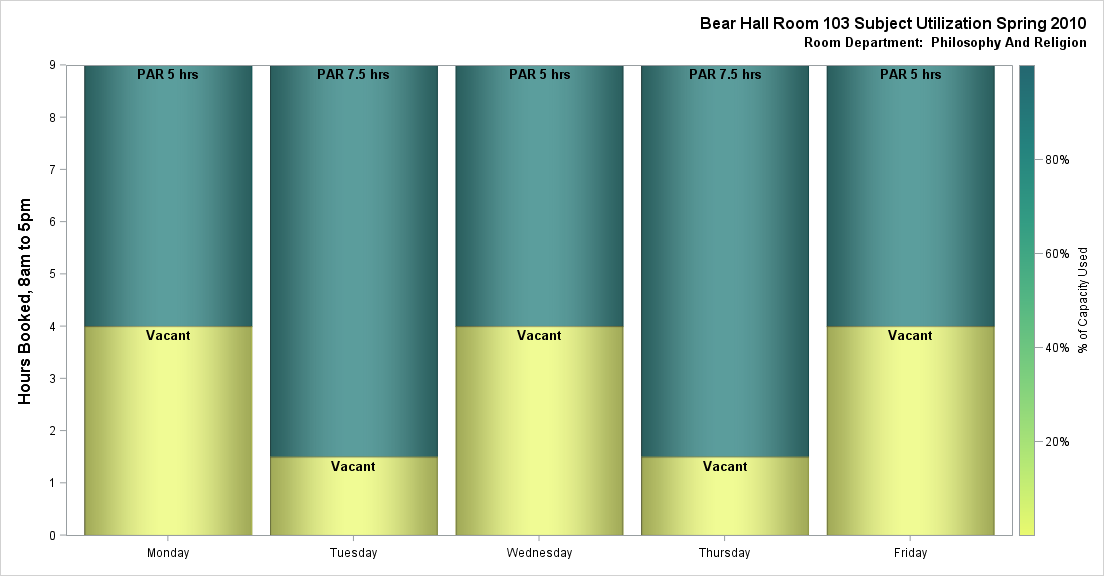 Bear Hall Room 103 Subject Utilization Spring 2010
Room Department:  Philosophy And Religion
Hours Booked, 8am to 5pm
9
8
7
6
5
4
3
2
1
0
PAR 5 hrs
PAR 7.5 hrs
PAR 5 hrs
PAR 7.5 hrs
PAR 5 hrs
Vacant
Vacant
Vacant
Vacant
Vacant
Monday
Tuesday
Wednesday
Thursday
Friday
80%
60%
40%
20%
% of Capacity Used